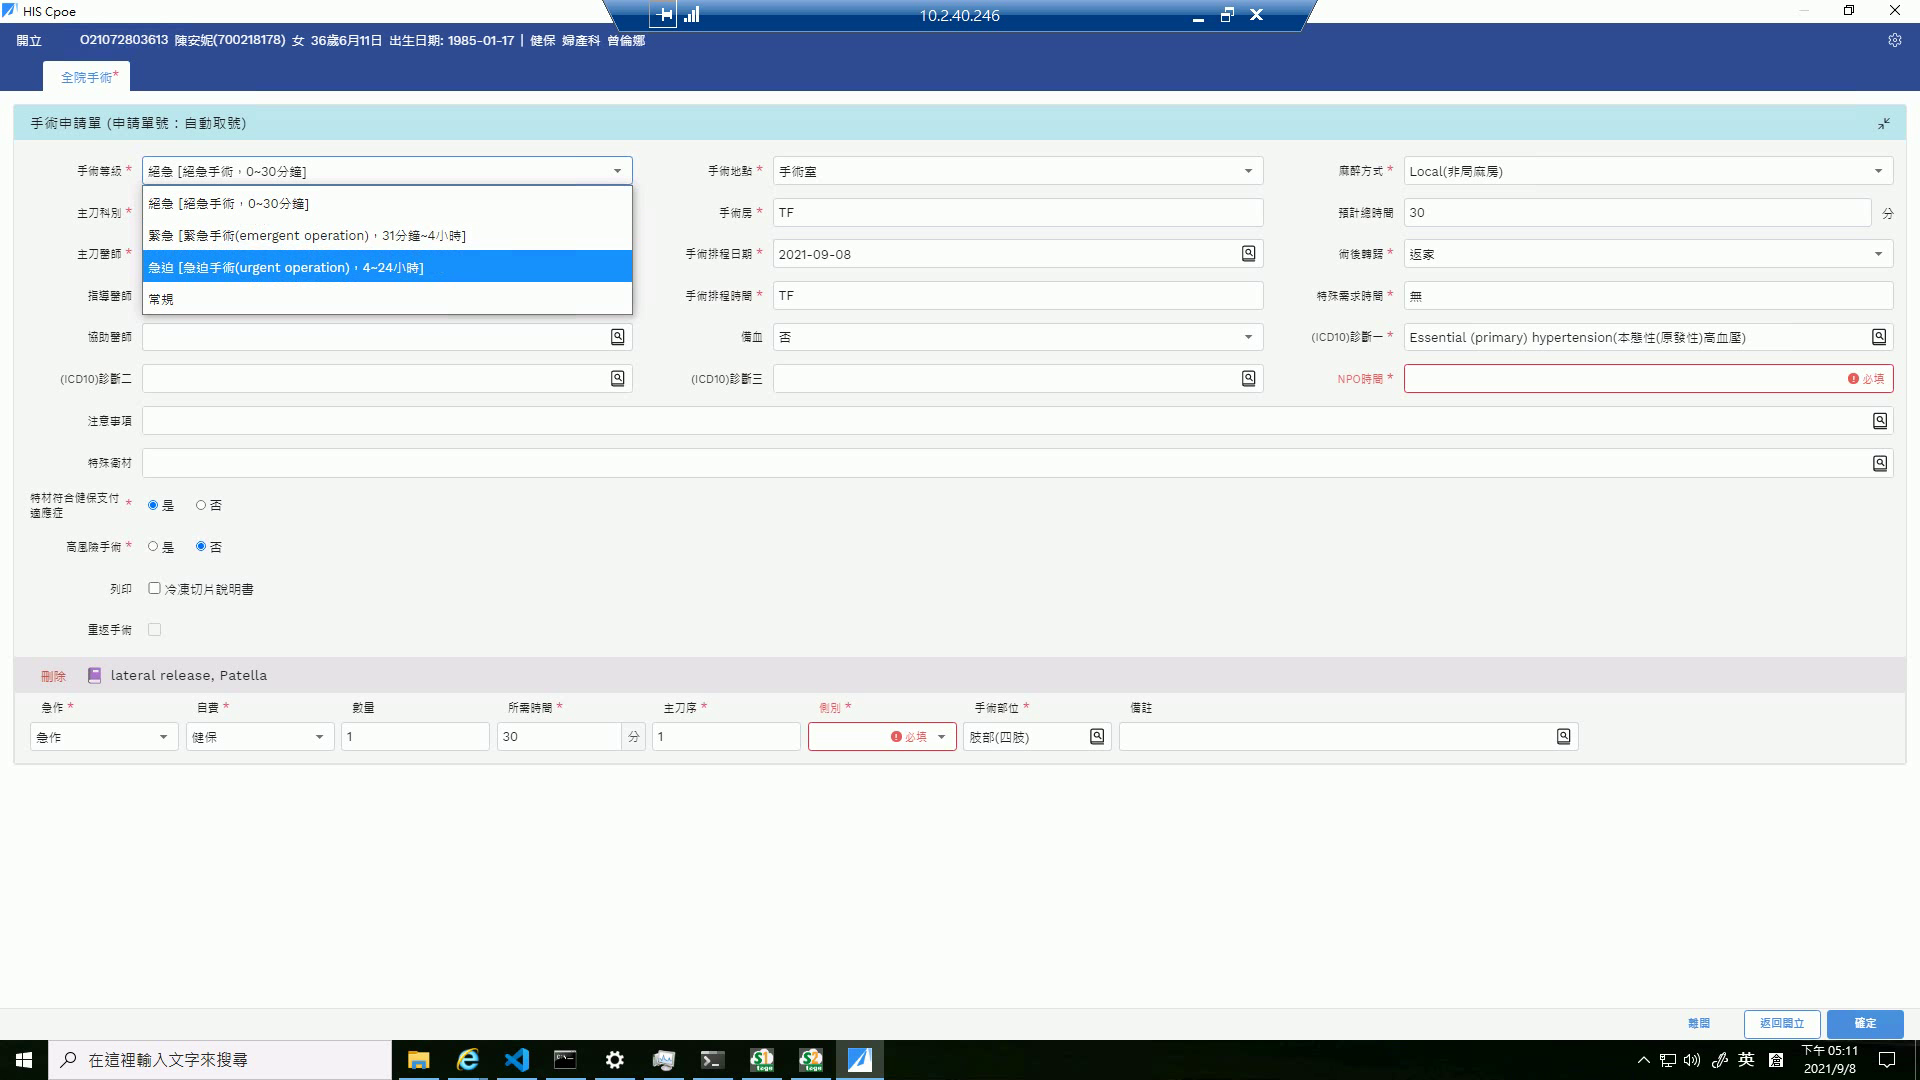 HIS Cpoe
10.2.40.246
開立 O21072803613 陳安妮(700218178) 女 36歲6月11日 出生日期: 1985-01-17 | 健保 婦產科 曾倫娜
全院手術*
手術申請單 (申請單號：自動取號)
手術等級 * 絕急 [絕急手術，0~30分鐘] 手術地點 * 手術室 麻醉方式 * Local(非局麻房)
絕急 [絕急手術，0~30分鐘]
主刀科別 * 手術房 * TF 預計總時間 30 分
緊急 [緊急手術(emergent operation)，31分鐘~4小時]
主刀醫師 * 手術排程日期 * 2021-09-08 術後轉歸 * 返家
急迫 [急迫手術(urgent operation)，4~24小時]
指導醫師 手術排程時間 * TF 特殊需求時間 * 無
常規
協助醫師 備血 否 (ICD10)診斷一 * Essential (primary) hypertension(本態性(原發性)高血壓)
(ICD10)診斷二 (ICD10)診斷三 NPO時間 * 必填
注意事項
特殊衛材
特材符合健保支付適應症 * 是 否
高風險手術 * 是 否
列印 冷凍切片說明書
重返手術
刪除 lateral release, Patella
急作 * 自費 * 數量 所需時間 * 主刀序 * 側別 * 手術部位 * 備註
急作 健保 1 30 分 1 必填 肢部(四肢)
離開 返回開立 確定
在這裡輸入文字來搜尋
英
下午 05:11
2021/9/8